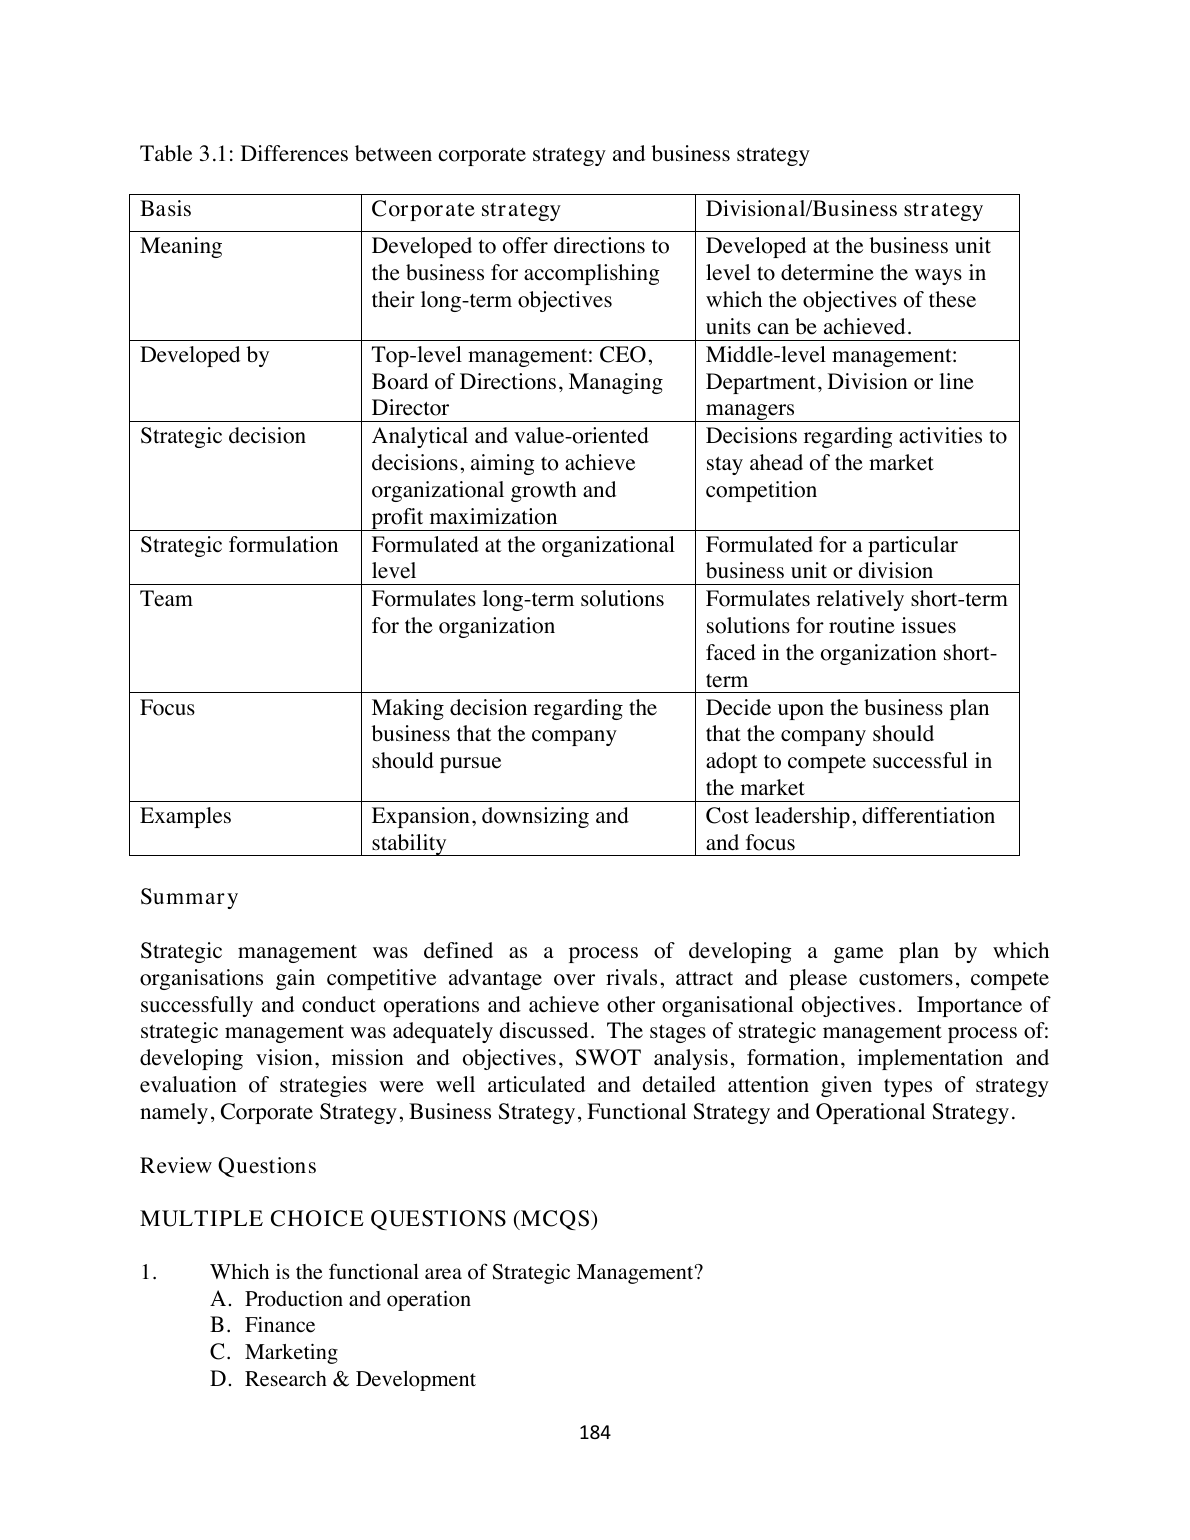 Table 3.1: Differences between corporate strategy and business strategy
Basis
Corporate strategy
Divisional/Business strategy
Meaning
Developed to offer directions to
the business for accomplishing
their long-term objectives
Developed at the business unit
level to determine the ways in
which the objectives of these
units can be achieved.
Developed by
Top-level management: CEO,
Board of Directions, Managing
Director
Middle-level management:
Department, Division or line
managers
Strategic decision
Analytical and value-oriented
decisions, aiming to achieve
organizational growth and
profit maximization
Decisions regarding activities to
stay ahead of the market
competition
Strategic formulation
Formulated at the organizational
level
Formulated for a particular
business unit or division
Team
Formulates long-term solutions
for the organization
Formulates relatively short-term
solutions for routine issues
faced in the organization short-
term
Focus
Making decision regarding the
business that the company
should pursue
Decide upon the business plan
that the company should
adopt to compete successful in
the market
Examples
Expansion, downsizing and
stability
Cost leadership, differentiation
and focus
Summary
Strategic management was defined as a process of developing a game plan by which
organisations gain competitive advantage over rivals, attract and please customers, compete
successfully and conduct operations and achieve other organisational objectives. Importance of
strategic management was adequately discussed. The stages of strategic management process of:
developing vision, mission and objectives, SWOT analysis, formation, implementation and
evaluation of strategies were well articulated and detailed attention given types of strategy
namely, Corporate Strategy, Business Strategy, Functional Strategy and Operational Strategy.
Review Questions
MULTIPLE CHOICE QUESTIONS (MCQS)
1. Which is the functional area of Strategic Management?
A. Production and operation
B. Finance
C. Marketing
D. Research & Development
184